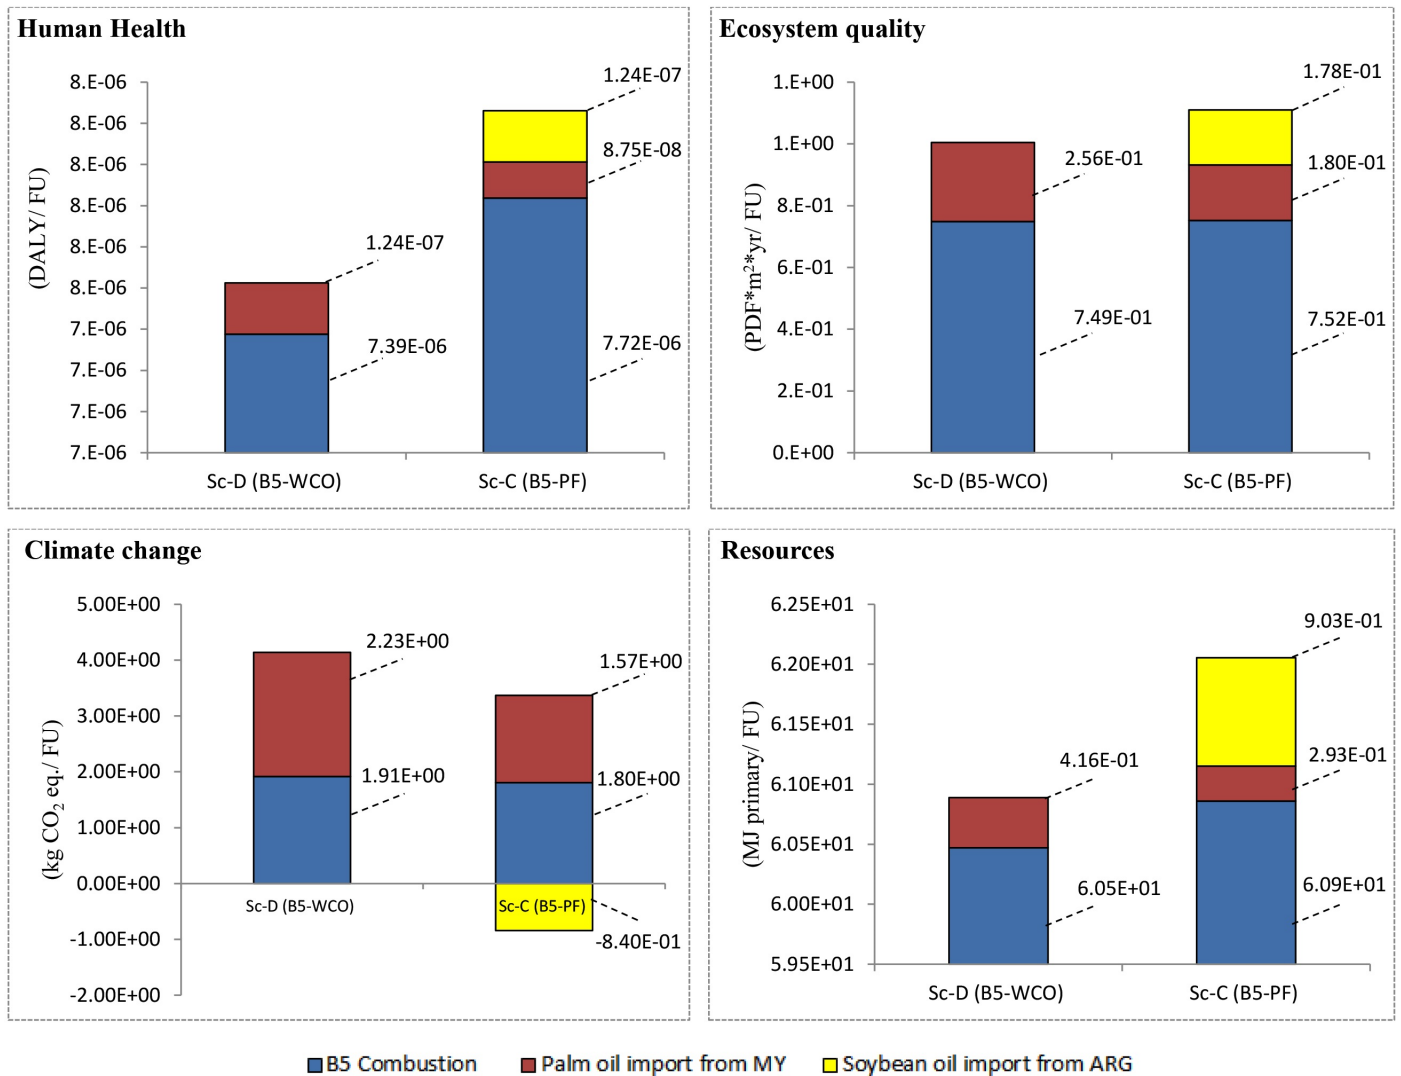 Human Health
(DALY/ FU)
8.E-06
8.E-06
8.E-06
8.E-06
8.E-06
8.E-06
7.E-06
7.E-06
7.E-06
7.E-06
1.24E-07
7.39E-06
1.24E-07
8.75E-08
7.72E-06
Sc-D (B5-WCO)
Sc-C (B5-PF)
Ecosystem quality
(PDF*m²*yr/ FU)
1.E+00
1.E+00
8.E-01
6.E-01
4.E-01
2.E-01
0.E+00
2.56E-01
7.49E-01
1.78E-01
1.80E-01
7.52E-01
Sc-D (B5-WCO)
Sc-C (B5-PF)
Climate change
(kg CO₂ eq./ FU)
5.00E+00
4.00E+00
3.00E+00
2.00E+00
1.00E+00
0.00E+00
-1.00E+00
-2.00E+00
2.23E+00
1.91E+00
1.57E+00
1.80E+00
-8.40E-01
Sc-D (B5-WCO)
Sc-C (B5-PF)
Resources
(MJ primary/ FU)
6.25E+01
6.20E+01
6.15E+01
6.10E+01
6.05E+01
6.00E+01
5.95E+01
4.16E-01
6.05E+01
9.03E-01
2.93E-01
6.09E+01
Sc-D (B5-WCO)
Sc-C (B5-PF)
B5 Combustion
Palm oil import from MY
Soybean oil import from ARG